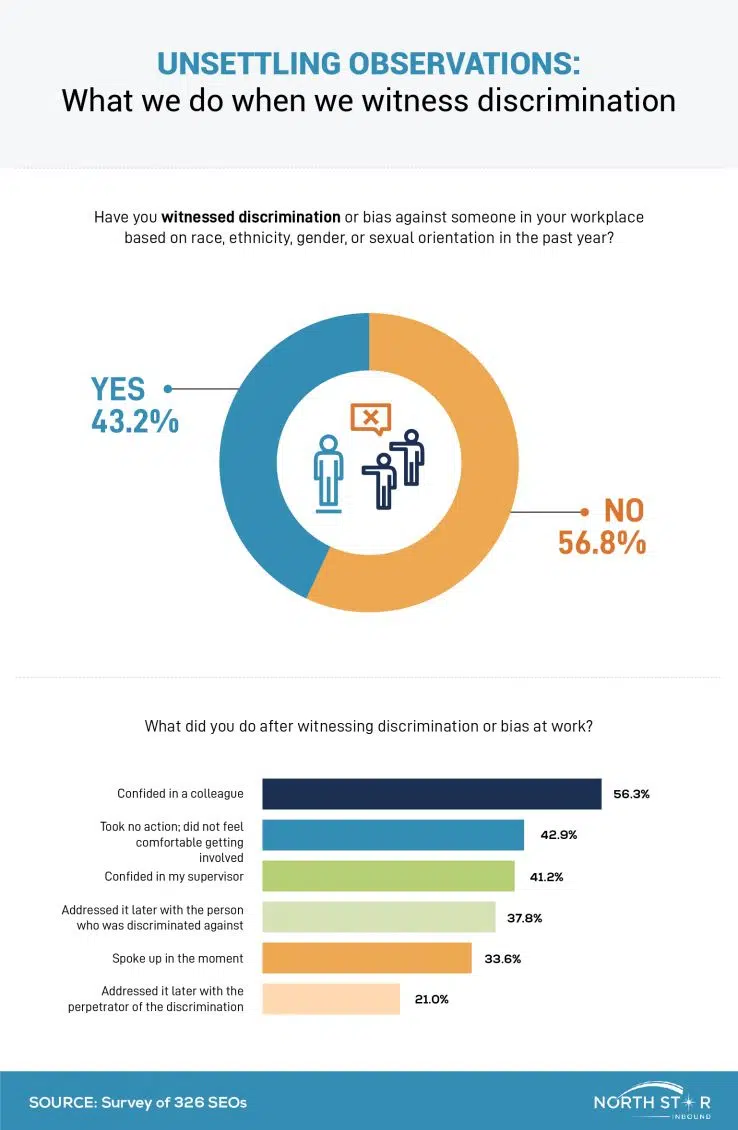 UNSETTLING OBSERVATIONS:
What we do when we witness discrimination
Have you witnessed discrimination or bias against someone in your workplace
based on race, ethnicity, gender, or sexual orientation in the past year?
YES
43.2%
NO
56.8%
What did you do after witnessing discrimination or bias at work?
Confided in a colleague
56.3%
Took no action; did not feel
comfortable getting
involved
42.9%
Confided in my supervisor
41.2%
Addressed it later with the person
who was discriminated against
37.8%
Spoke up in the moment
33.6%
Addressed it later with the
perpetrator of the discrimination
21.0%
SOURCE: Survey of 326 SEOs
NORTH STAR
INBOUND